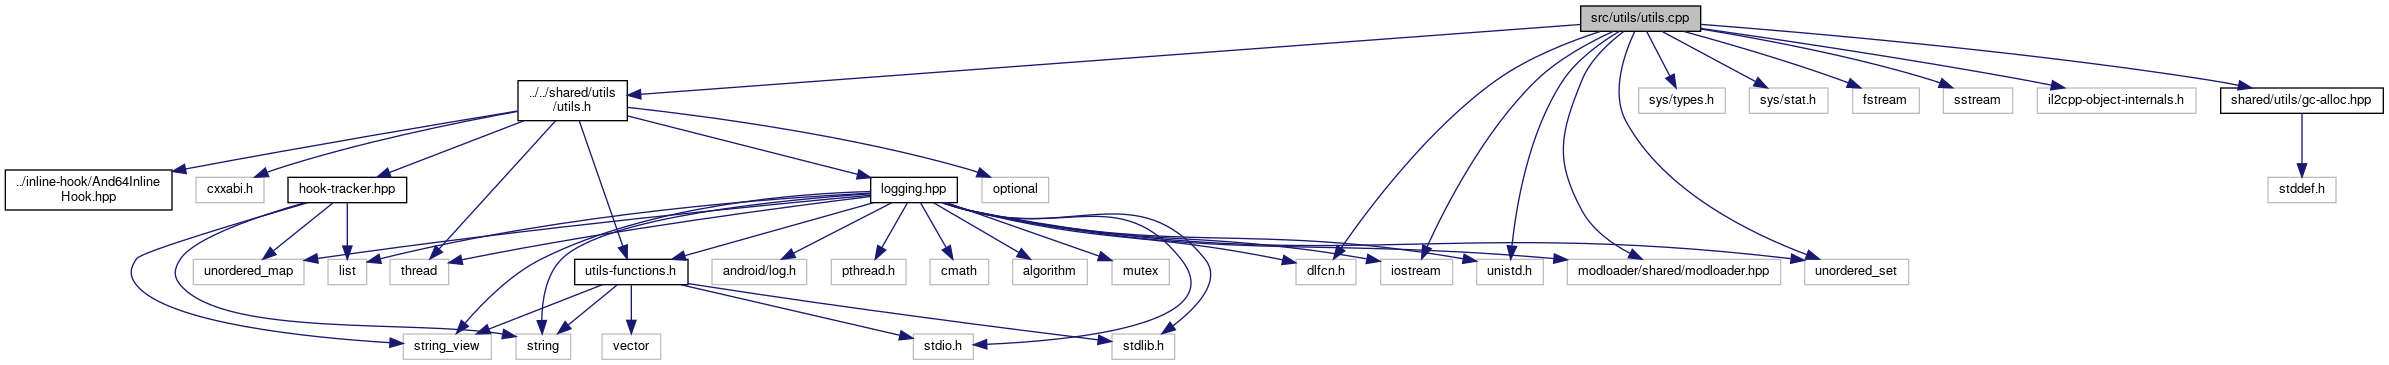 src/utils/utils.cpp
../../shared/utils
/utils.h
sys/types.h
sys/stat.h
fstream
sstream
il2cpp-object-internals.h
shared/utils/gc-alloc.hpp
../inline-hook/And64Inline
Hook.hpp
cxxabi.h
hook-tracker.hpp
logging.hpp
optional
stddef.h
unordered_map
list
thread
utils-functions.h
android/log.h
pthread.h
cmath
algorithm
mutex
dlfcn.h
iostream
unistd.h
modloader/shared/modloader.hpp
unordered_set
string_view
string
vector
stdio.h
stdlib.h